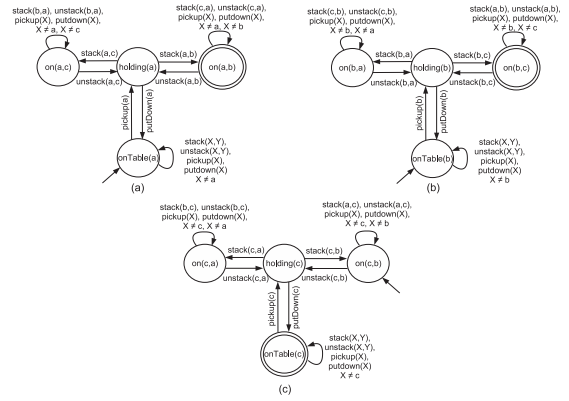 stack(b,a), unstack(b,a),
pickup(X), putdown(X),
X ≠ a, X ≠ c
stack(c,a), unstack(c,a),
pickup(X), putdown(X),
X ≠ a, X ≠ b
on(a,c)
stack(a,c)
unstack(a,c)
holding(a)
stack(a,b)
unstack(a,b)
on(a,b)
pickup(a)
putDown(a)
onTable(a)
stack(X,Y),
unstack(X,Y),
pickup(X),
putdown(X)
X ≠ a
(a)
stack(c,b), unstack(c,b),
pickup(X), putdown(X),
X ≠ b, X ≠ a
stack(a,b), unstack(a,b),
pickup(X), putdown(X),
X ≠ b, X ≠ c
on(b,a)
stack(b,a)
unstack(b,a)
holding(b)
stack(b,c)
unstack(b,c)
on(b,c)
pickup(b)
putDown(b)
onTable(b)
stack(X,Y),
unstack(X,Y),
pickup(X),
putdown(X)
X ≠ b
(b)
stack(b,c), unstack(b,c),
pickup(X), putdown(X),
X ≠ c, X ≠ a
stack(a,c), unstack(a,c),
pickup(X), putdown(X),
X ≠ c, X ≠ b
on(c,a)
stack(c,a)
unstack(c,a)
holding(c)
stack(c,b)
unstack(c,b)
on(c,b)
pickup(c)
putDown(c)
onTable(c)
stack(X,Y),
unstack(X,Y),
pickup(X),
putdown(X)
X ≠ c
(c)